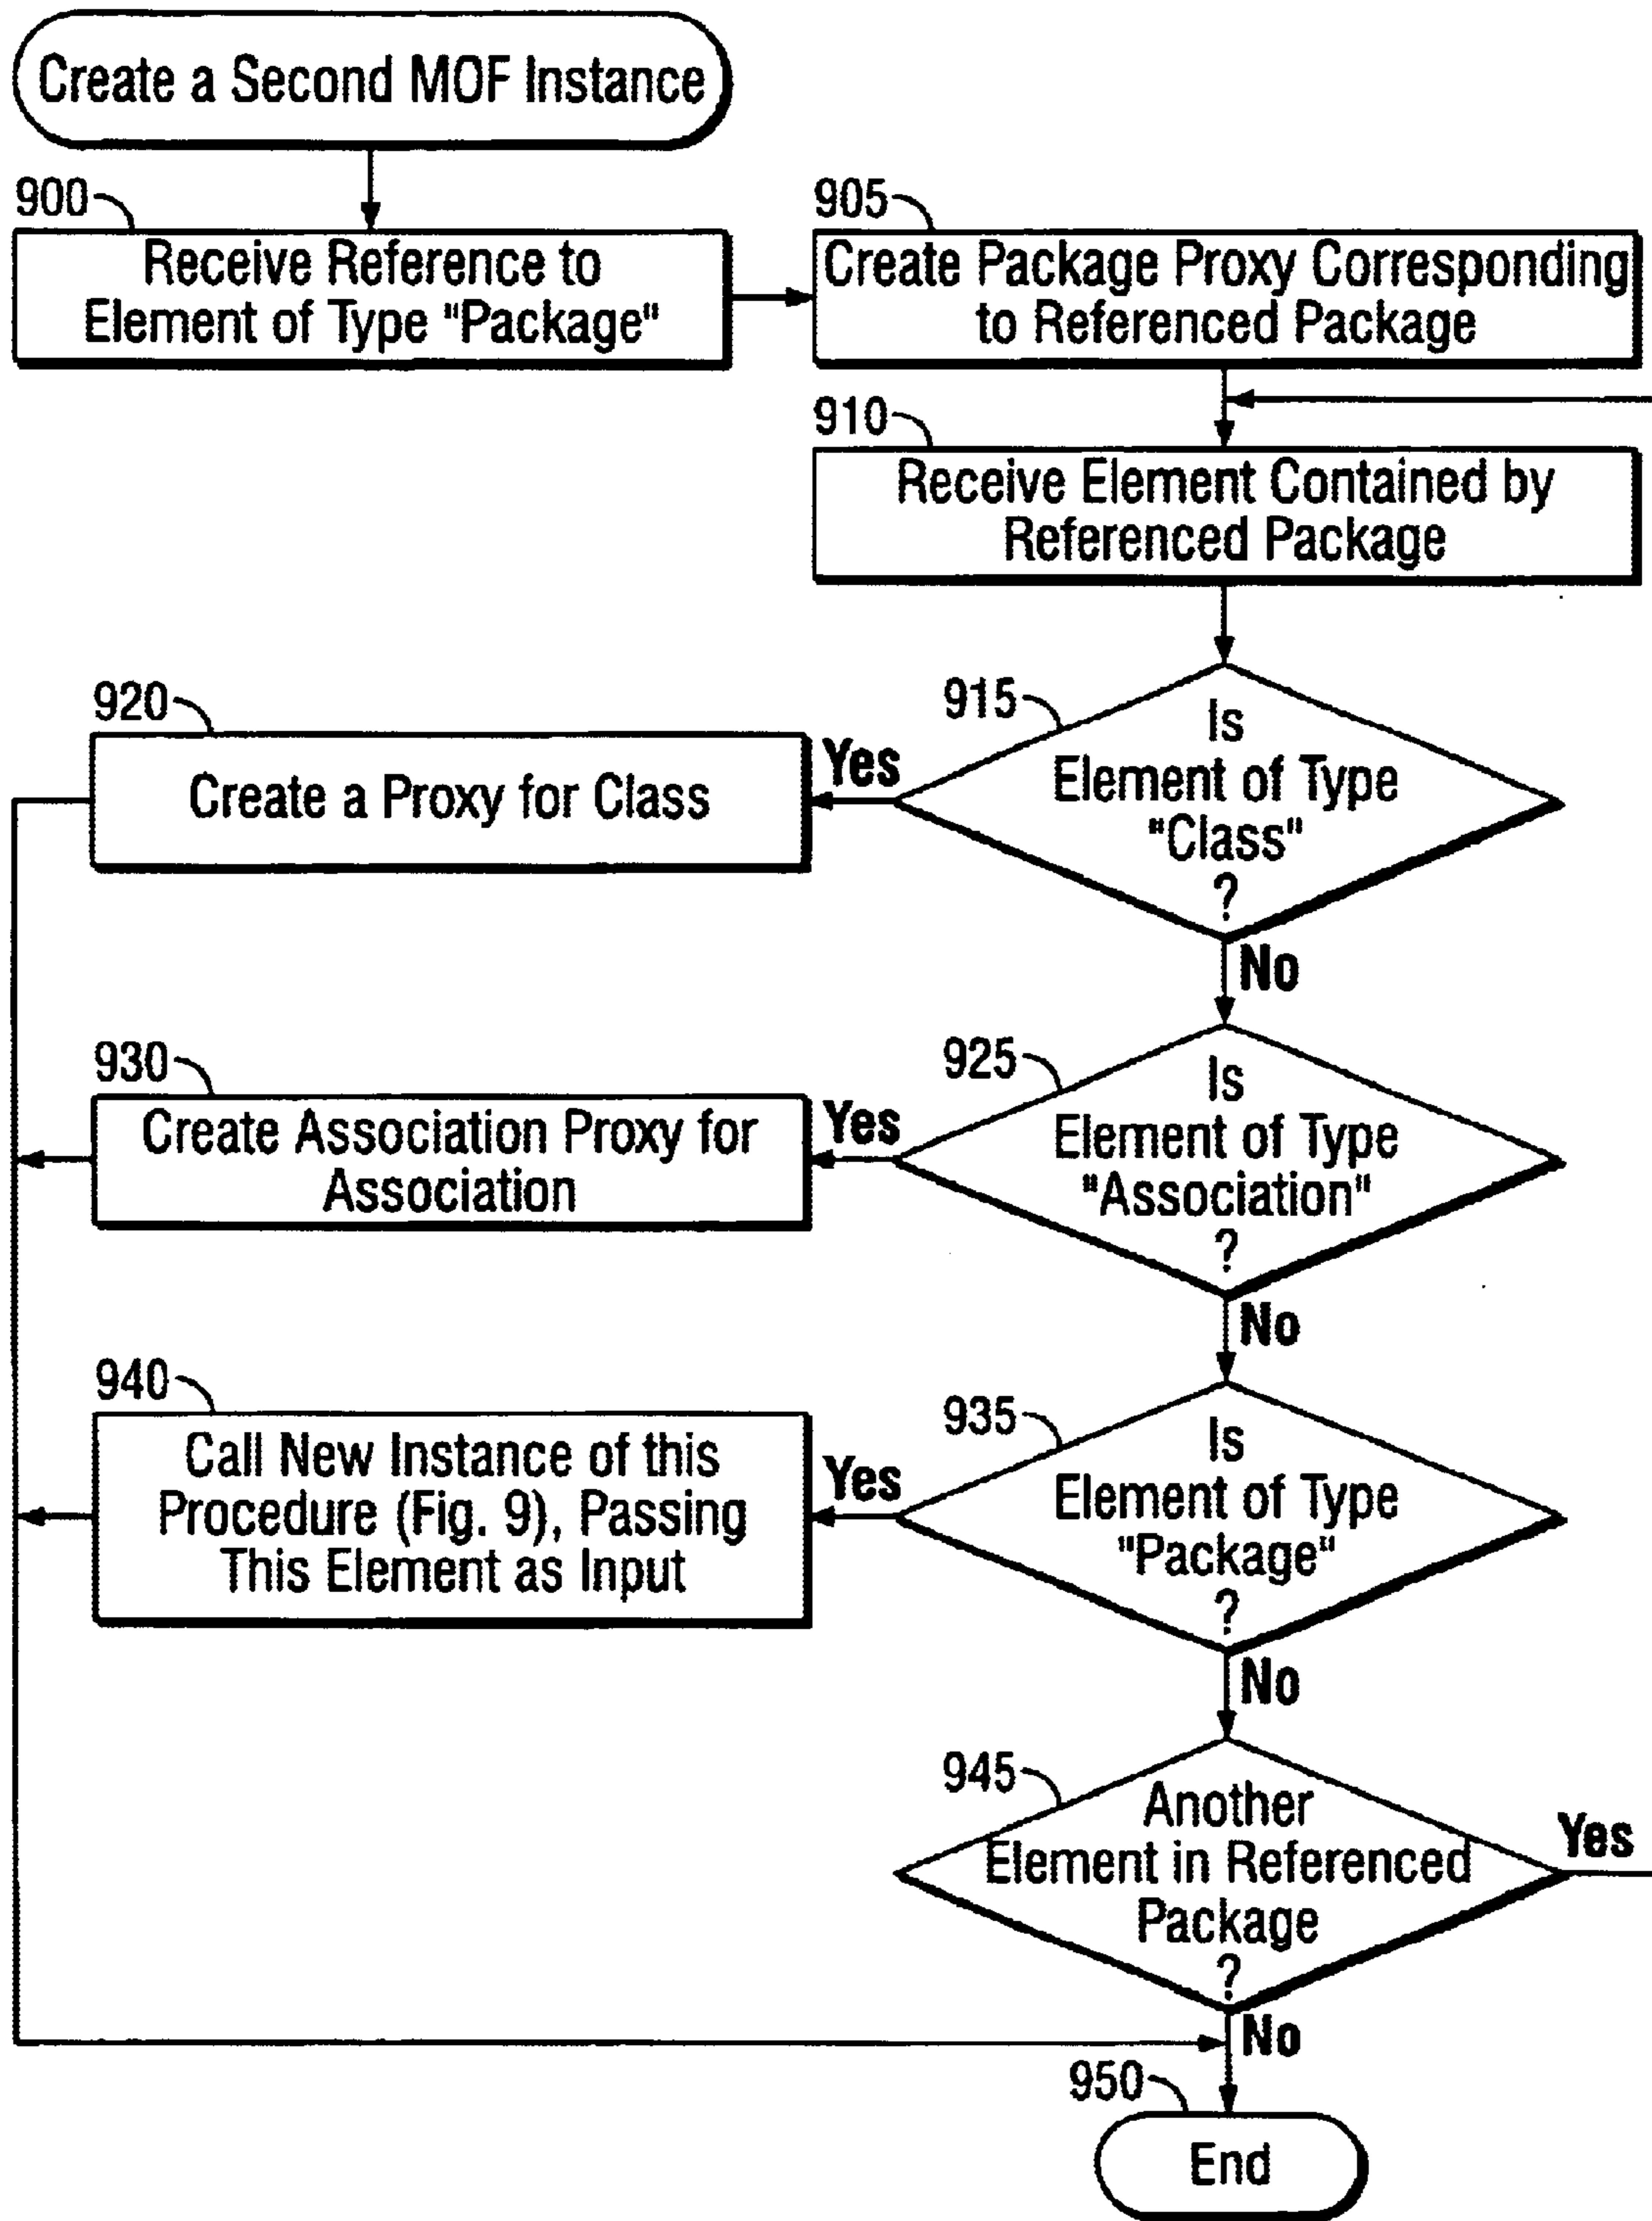 Create a Second MOF Instance
900
Receive Reference to
Element of Type "Package"
905
Create Package Proxy Corresponding
to Referenced Package
910
Receive Element Contained by
Referenced Package
915
Is
Element of Type
"Class"
?
Yes
920
Create a Proxy for Class
No
925
Is
Element of Type
"Association"
?
Yes
930
Create Association Proxy for
Association
No
935
Is
Element of Type
"Package"
?
Yes
940
Call New Instance of this
Procedure (Fig. 9), Passing
This Element as Input
No
945
Another
Element in Referenced
Package
?
Yes
No
950
End